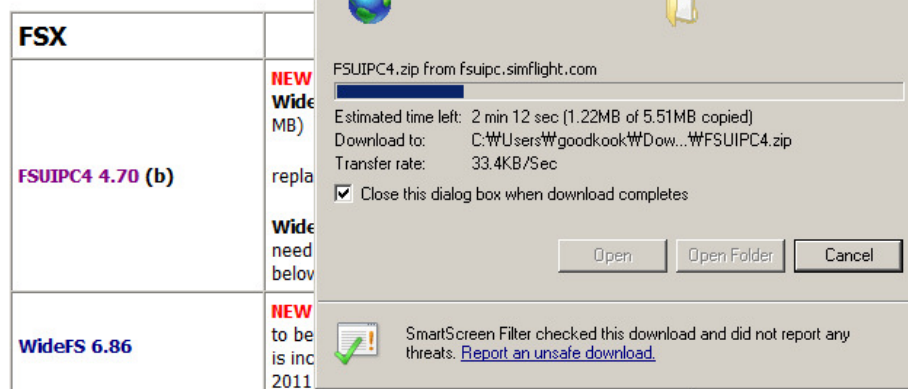 FSX
FSUIPC4 4.70 (b)
NEW
Wide
MB)
repla
Wide
need
below
WideFS 6.86
NEW
to be
is inc
2011
FSUIPC4.zip from fsuipc.simflight.com
Estimated time left: 2 min 12 sec (1.22MB of 5.51MB copied)
Download to: C:₩Users₩goodkook₩Dow...₩FSUIPC4.zip
Transfer rate: 33.4KB/Sec
Close this dialog box when download completes
Open Open Folder Cancel
SmartScreen Filter checked this download and did not report any
threats. Report an unsafe download.